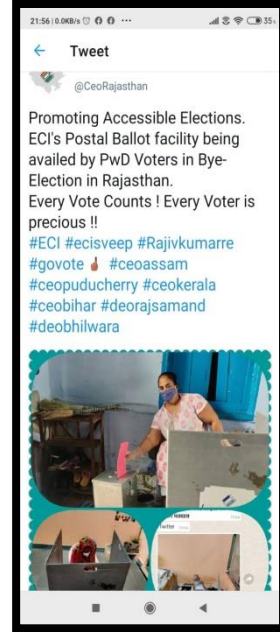 21:56 | 0.0KB/s
35
Tweet
@CeoRajasthan
Promoting Accessible Elections.
ECI's Postal Ballot facility being
availed by PwD Voters in Bye-
Election in Rajasthan.
Every Vote Counts ! Every Voter is
precious !!
#ECI #ecisveep #Rajivkumarre
#govote #ceoassam
#ceopuducherry #ceokerala
#ceobihar #deorajsamand
#deobhilwara
Twitter